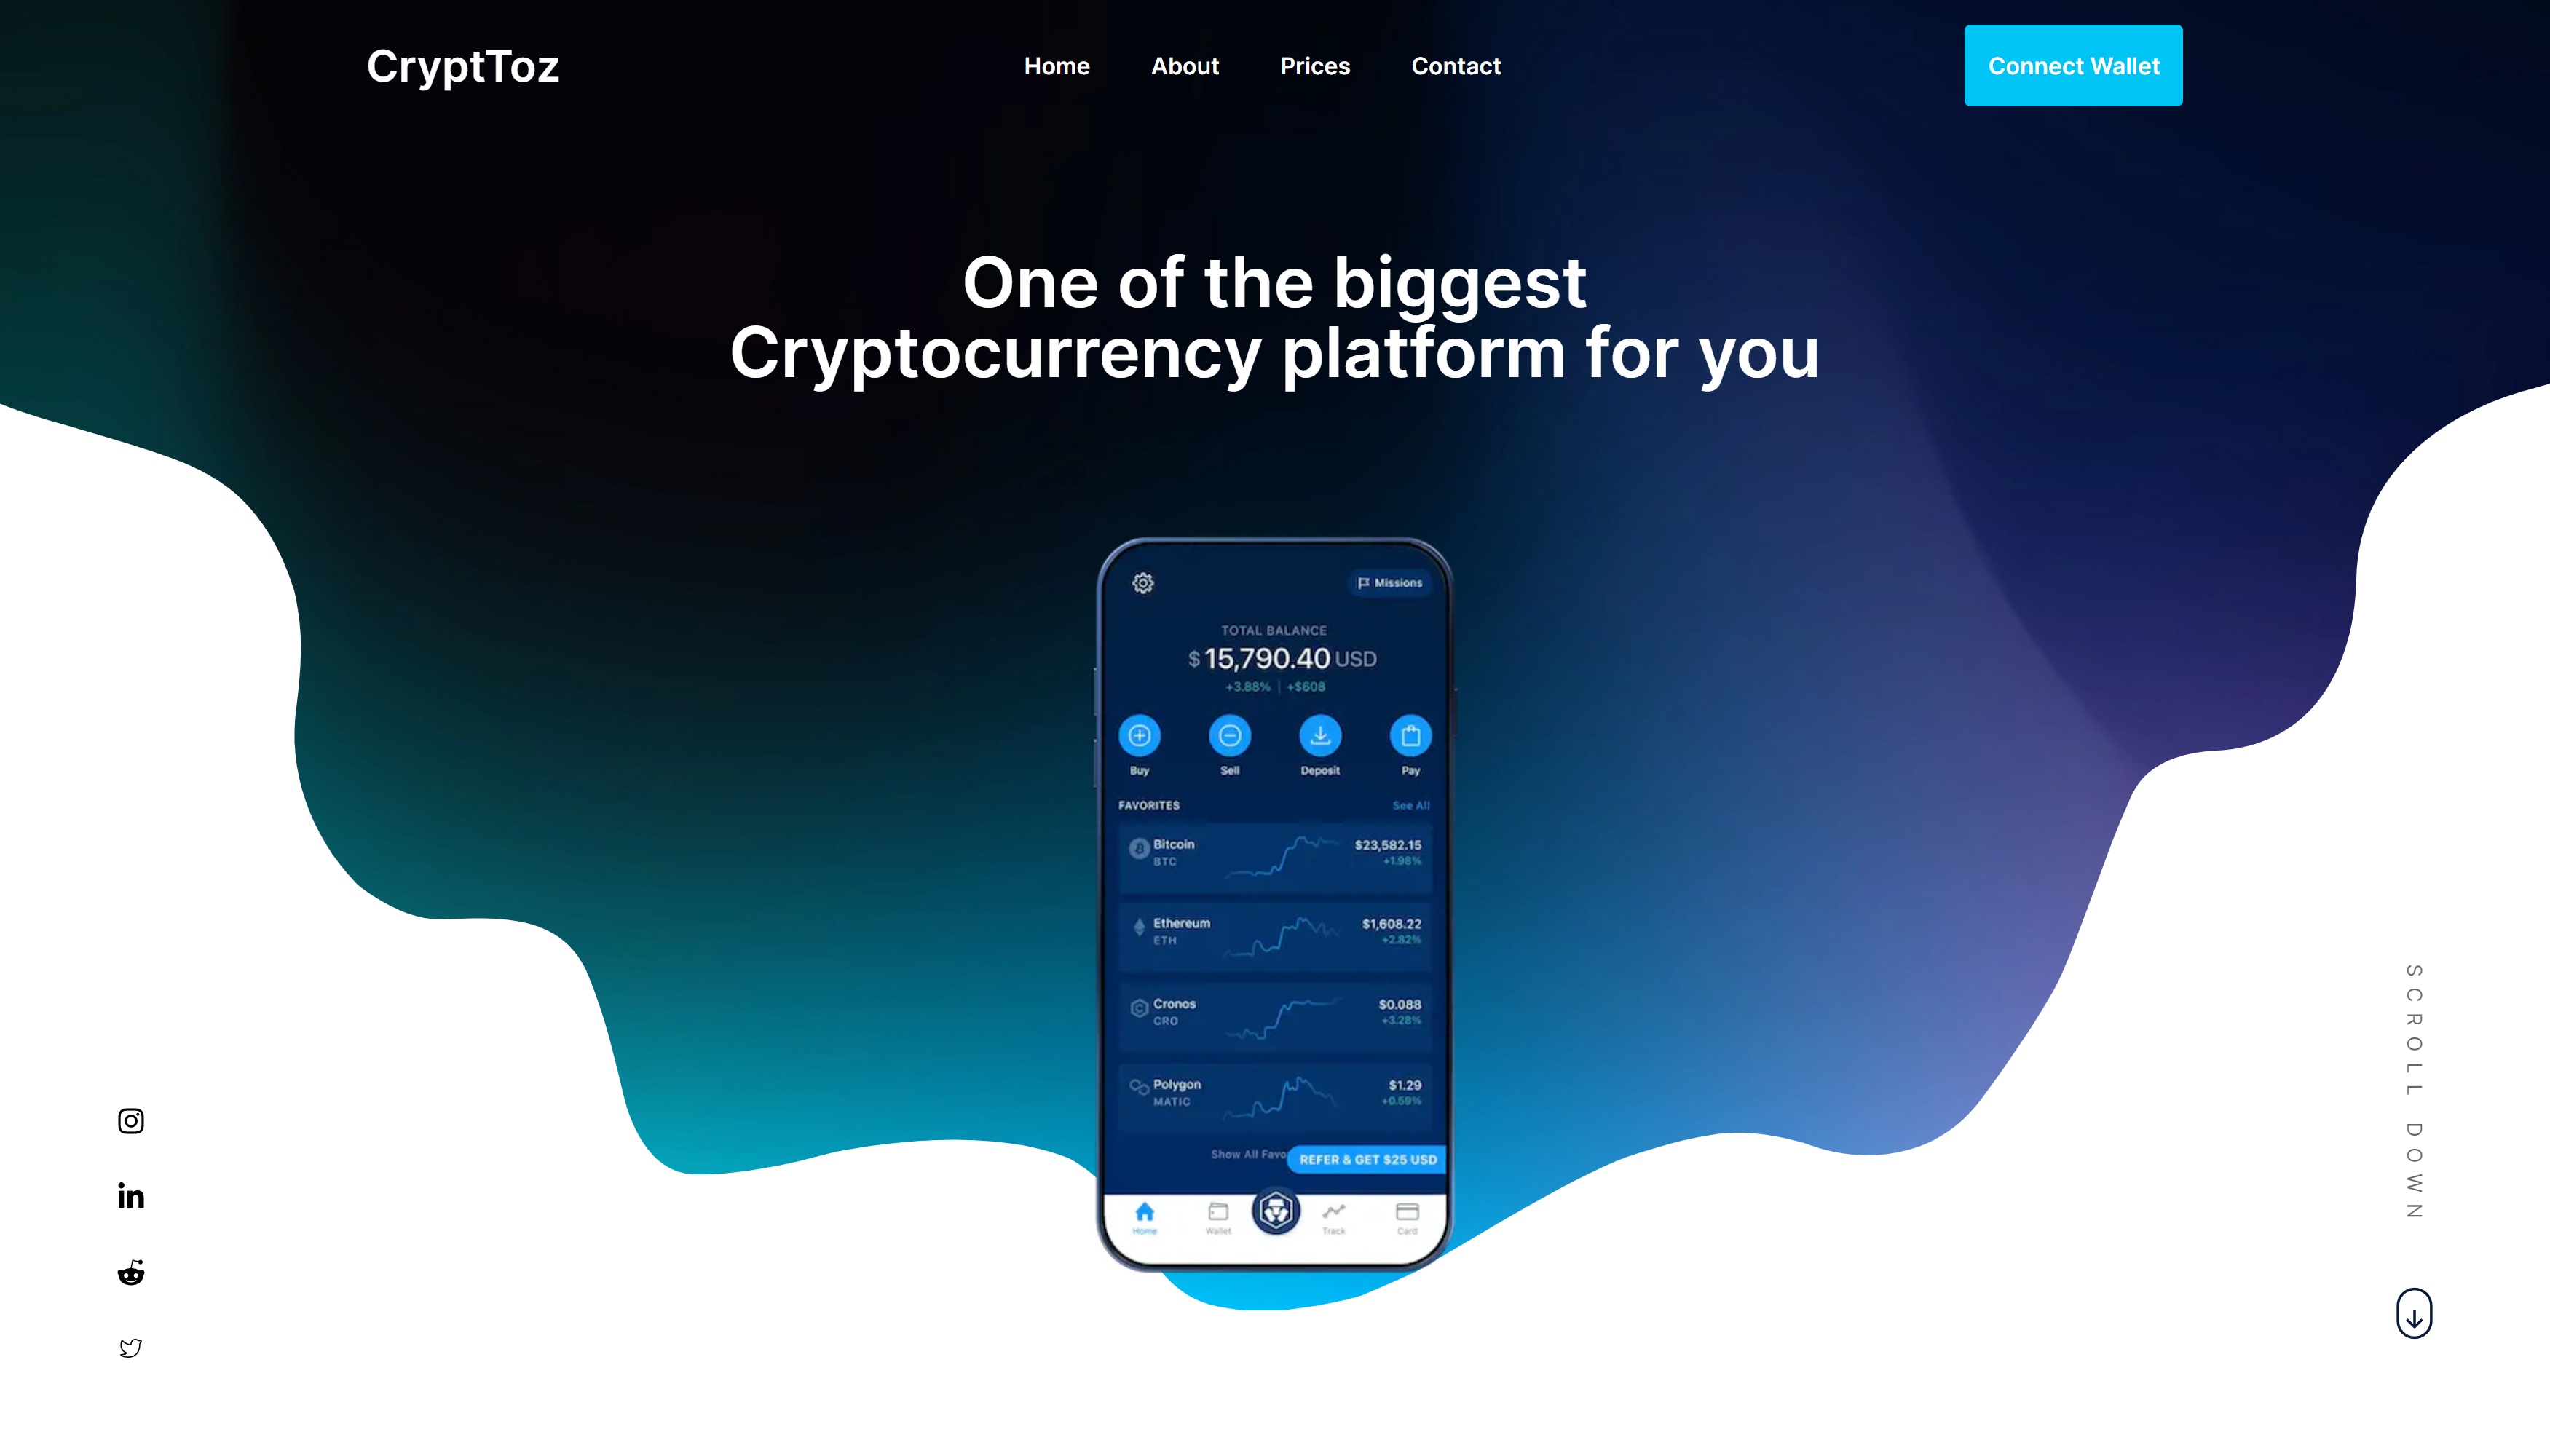 CryptToz
Home
About
Prices
Contact
Connect Wallet
One of the biggest
Cryptocurrency platform for you
Missions
TOTAL BALANCE
$ 15,790.40 USD
+3.88% | +$608
Buy
Sell
Deposit
Pay
FAVORITES
See All
Bitcoin
BTC
$23,582.15
+1.98%
Ethereum
ETH
$1,608.22
+2.82%
Cronos
CRO
$0.088
+3.28%
Polygon
MATIC
$1.29
+0.59%
Show All Favo
REFER & GET $25 USD
Home
Wallet
Track
Card
SCROLL DOWN